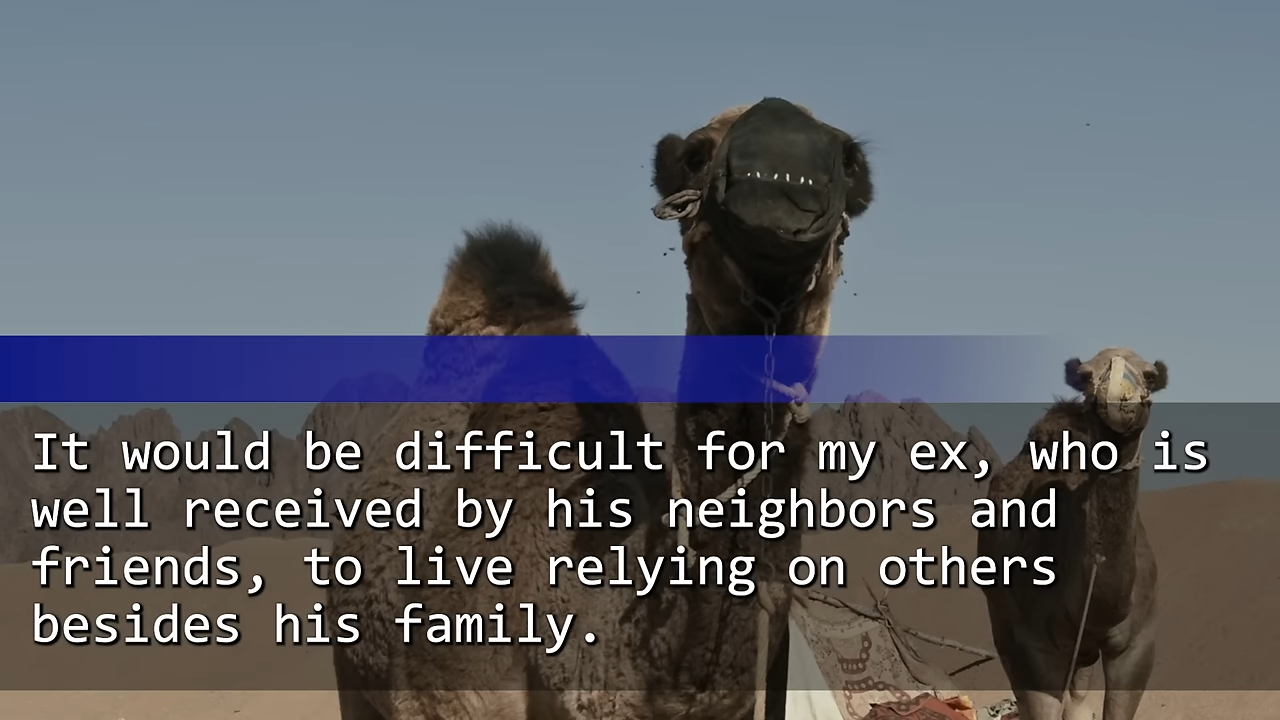 It would be difficult for my ex, who is
well received by his neighbors and
friends, to live relying on others
besides his family.